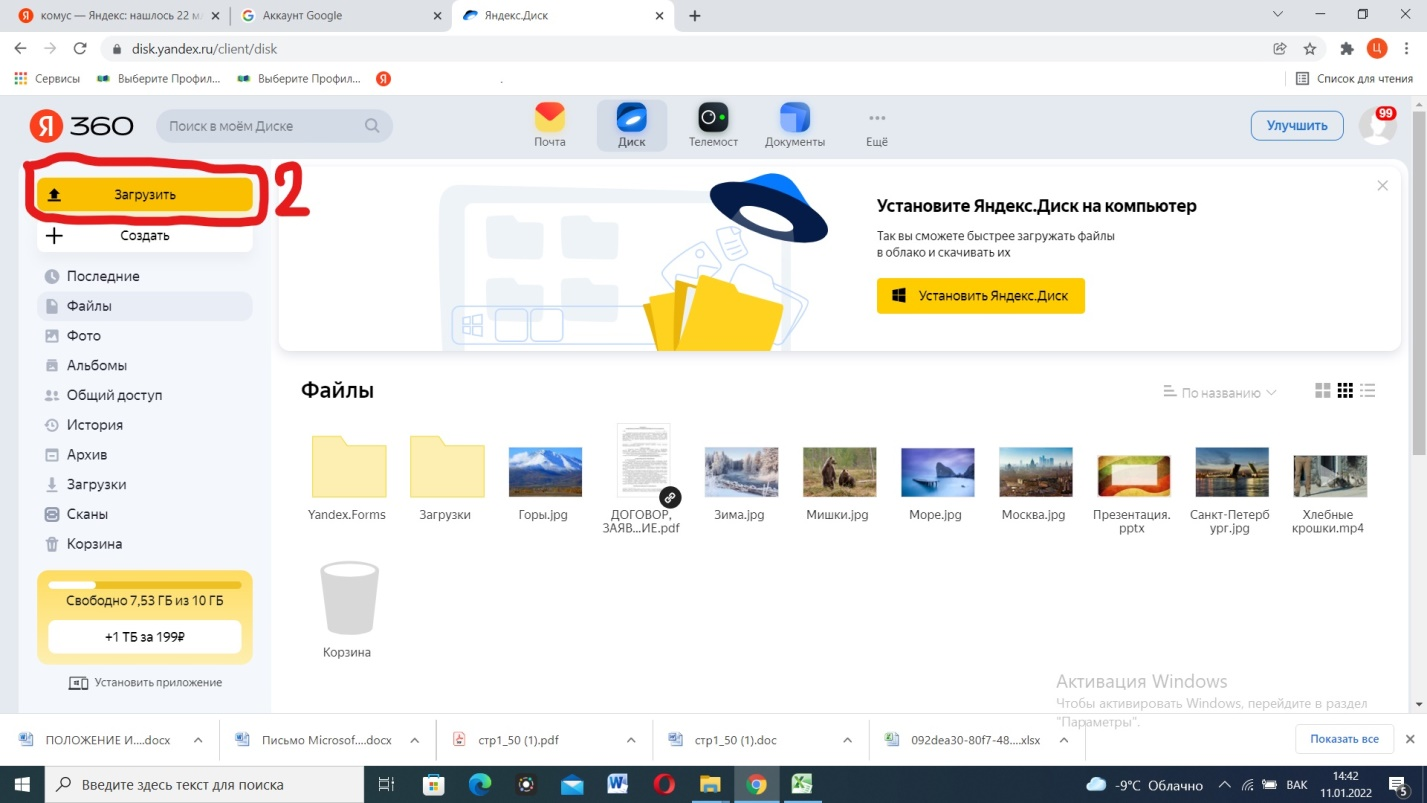 комус — Яндекс: нашлось 22 мл
Аккаунт Google
Яндекс.Диск
disk.yandex.ru/client/disk
Ц
Сервисы
Выберите Профил...
Выберите Профил...
Я
Список для чтения
Я 360
Поиск в моём Диске
Почта
Диск
Телемост
Документы
Ещё
Улучшить
99
Загрузить
2
Создать
Последние
Файлы
Фото
Альбомы
Общий доступ
История
Архив
Загрузки
Сканы
Корзина
Свободно 7,53 ГБ из 10 ГБ
+1 ТБ за 199₽
Установить приложение
Установите Яндекс.Диск на компьютер
Так вы сможете быстрее загружать файлы
в облако и скачивать их
Установить Яндекс.Диск
Файлы
По названию
Yandex.Forms
Загрузки
Горы.jpg
ДОГОВОР,
ЗАЯВ...ИЕ.pdf
Зима.jpg
Мишки.jpg
Море.jpg
Москва.jpg
Презентация.
pptx
Санкт-Петерб
ург.jpg
Хлебные
крошки.mp4
Корзина
Активация Windows
Чтобы активировать Windows, перейдите в раздел
"Параметры".
ПОЛОЖЕНИЕ И....docx
Письмо Microsof....docx
стр1_50 (1).pdf
стр1_50 (1).doc
092dea30-80f7-48....xlsx
Показать все
Введите здесь текст для поиска
-9°C Облачно
ВАК
14:42
11.01.2022
5